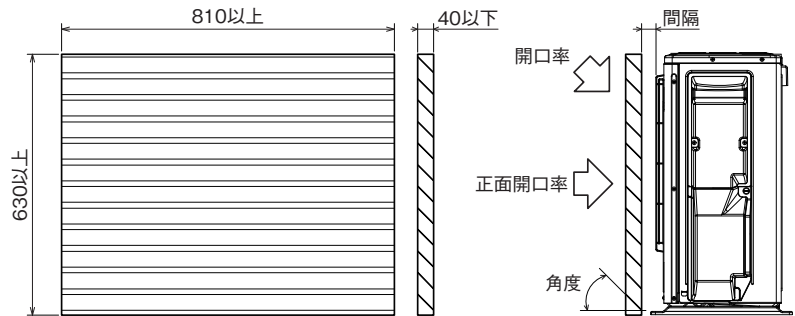 810以上
40以下
間隔
開口率
630以上
正面開口率
角度